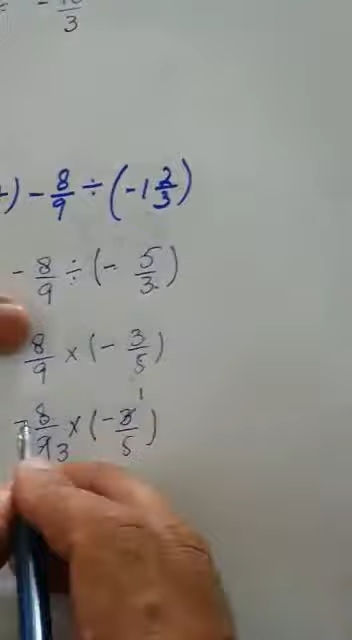 ) - 8/9 ÷ (-1 2/3)
- 8/9 ÷ (- 5/3)
8/9 × (- 3/5)
- 8/9 3 × (- 3/5) 1